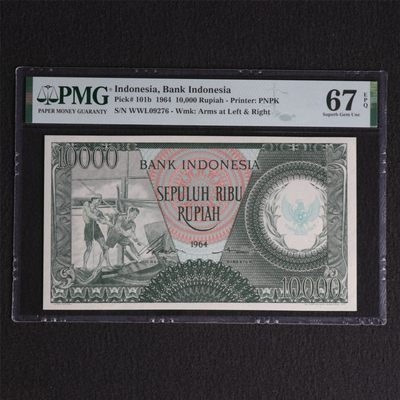 PMG
PAPER MONEY GUARANTY
Indonesia, Bank Indonesia
Pick# 101b 1964 10,000 Rupiah - Printer: PNPK
S/N WWL09276 - Wmk: Arms at Left & Right
67 EPQ
Superb Gem Unc
10000
BANK INDONESIA
SEPULUH RIBU
RUPIAH
1964
10000